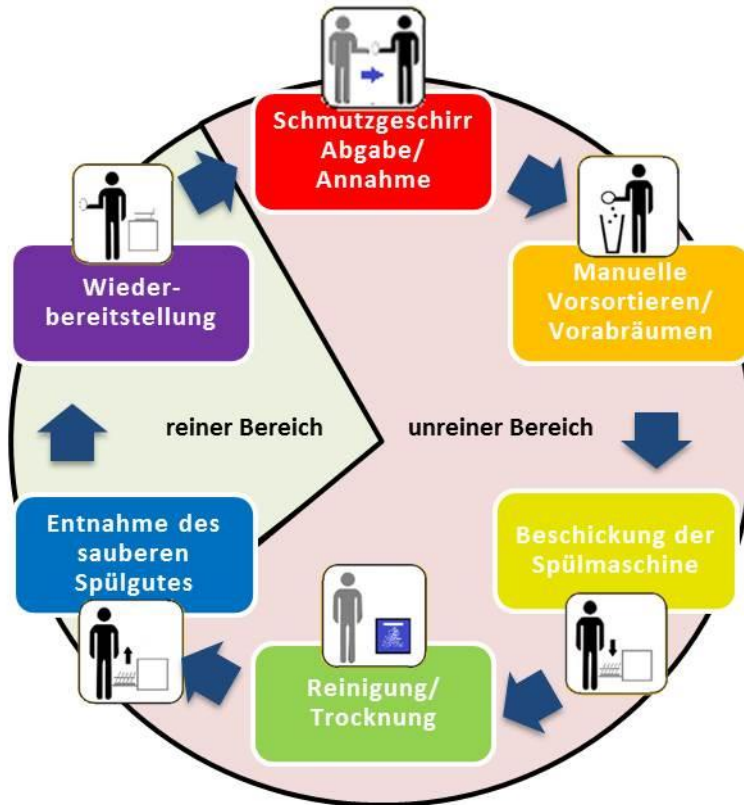 Schmutzgeschirr
Abgabe/
Annahme
Manuelle
Vorsortieren/
Vorabräumen
Beschickung der
Spülmaschine
Reinigung/
Trocknung
Entnahme des
sauberen
Spülgutes
Wieder-
bereitstellung
reiner Bereich
unreiner Bereich